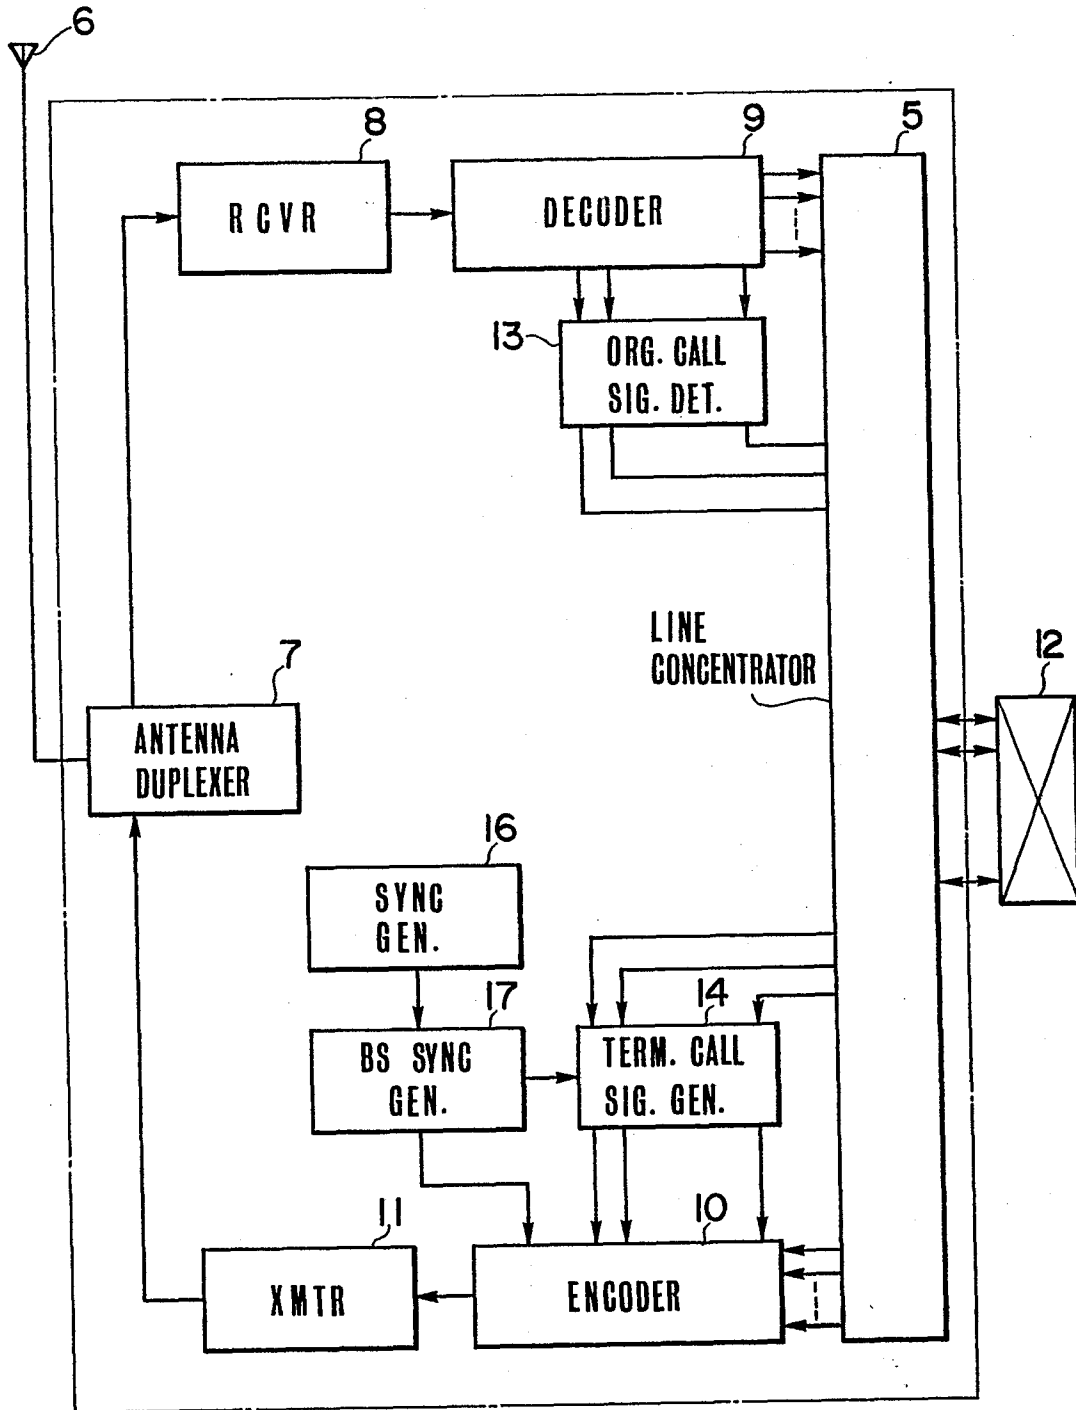 6
8
9
5
RCVR
DECODER
13
ORG. CALL
SIG. DET.
LINE
CONCENTRATOR
12
7
ANTENNA
DUPLEXER
16
SYNC
GEN.
17
14
BS SYNC
GEN.
TERM. CALL
SIG. GEN.
11
10
XMTR
ENCODER